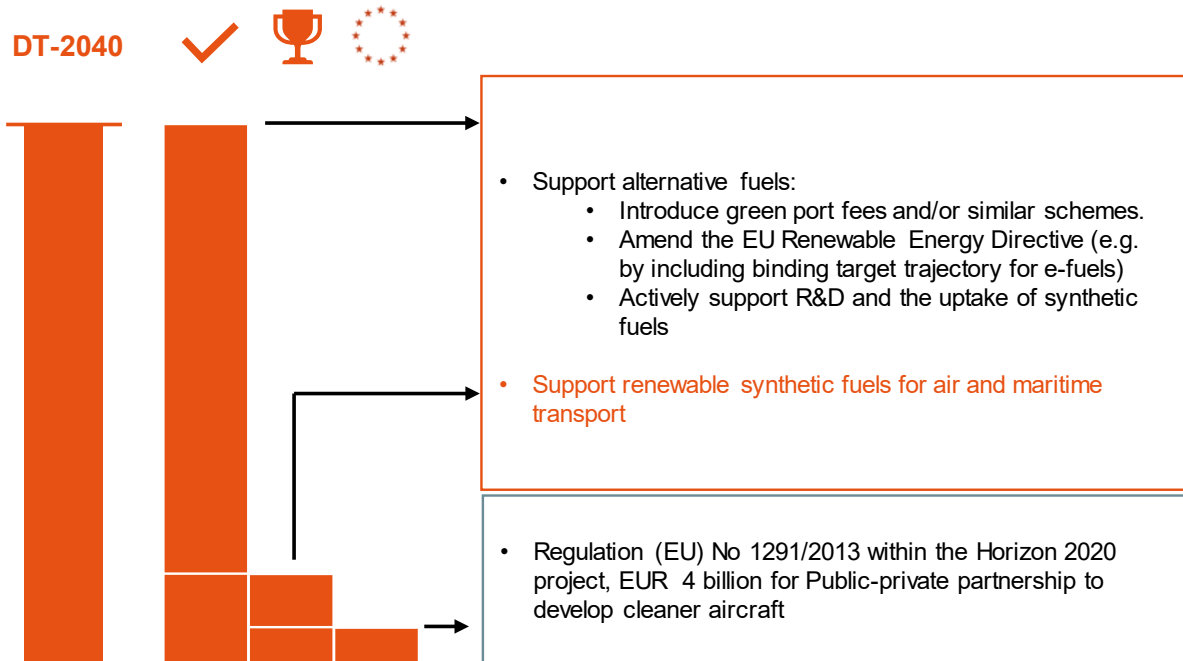 DT-2040
• Support alternative fuels:
• Introduce green port fees and/or similar schemes.
• Amend the EU Renewable Energy Directive (e.g.
by including binding target trajectory for e-fuels)
• Actively support R&D and the uptake of synthetic
fuels
• Support renewable synthetic fuels for air and maritime
transport
• Regulation (EU) No 1291/2013 within the Horizon 2020
project, EUR 4 billion for Public-private partnership to
develop cleaner aircraft